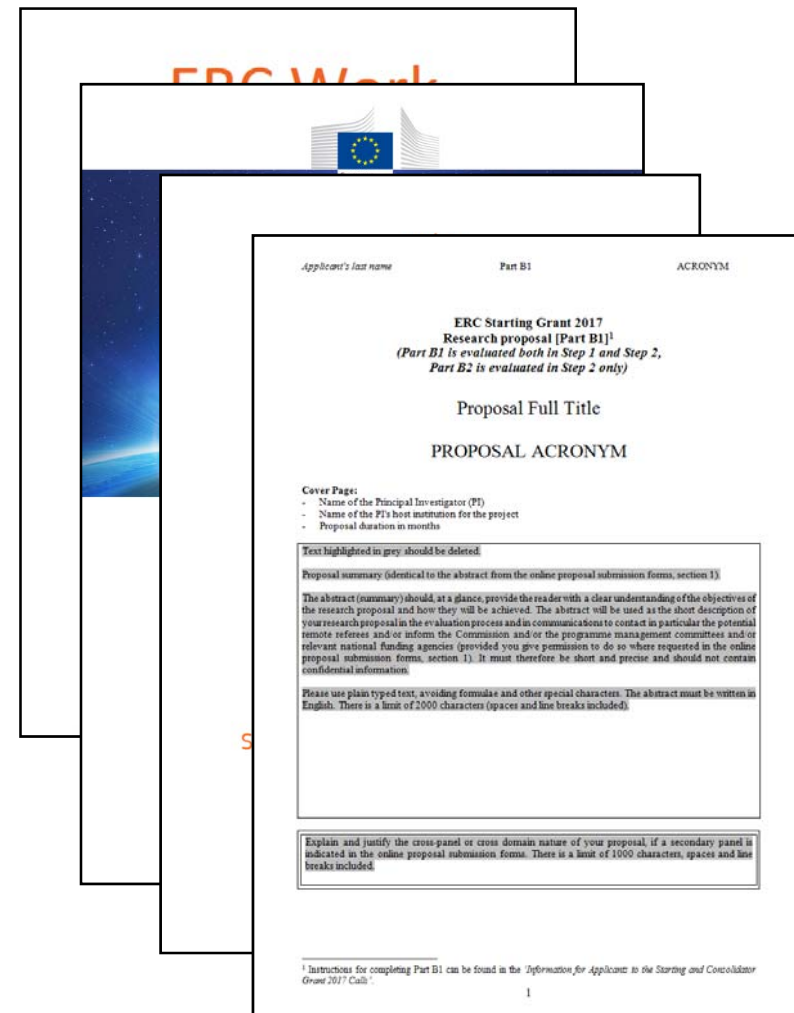 ERC Work
S
Applicant's last name Part B1 ACRONYM
ERC Starting Grant 2017
Research proposal [Part B1]1
(Part B1 is evaluated both in Step 1 and Step 2,
Part B2 is evaluated in Step 2 only)
Proposal Full Title
PROPOSAL ACRONYM
Cover Page:
- Name of the Principal Investigator (PI)
- Name of the PI's host institution for the project
- Proposal duration in months
Text highlighted in grey should be deleted.
Proposal summary (identical to the abstract from the online proposal submission forms, section 1).
The abstract (summary) should, at a glance, provide the reader with a clear understanding of the objectives of
the research proposal and how they will be achieved. The abstract will be used as the short description of
your research proposal in the evaluation process and in communications to contact in particular the potential
remote referees and/or inform the Commission and/or the programme management committees and/or
relevant national funding agencies (provided you give permission to do so where requested in the online
proposal submission forms, section 1). It must therefore be short and precise and should not contain
confidential information.
Please use plain typed text, avoiding formulae and other special characters. The abstract must be written in
English. There is a limit of 2000 characters (spaces and line breaks included).
Explain and justify the cross-panel or cross domain nature of your proposal, if a secondary panel is
indicated in the online proposal submission forms. There is a limit of 1000 characters, spaces and line
breaks included.
1 Instructions for completing Part B1 can be found in the 'Information for Applicants to the Starting and Consolidator
Grant 2017 Calls'.
1